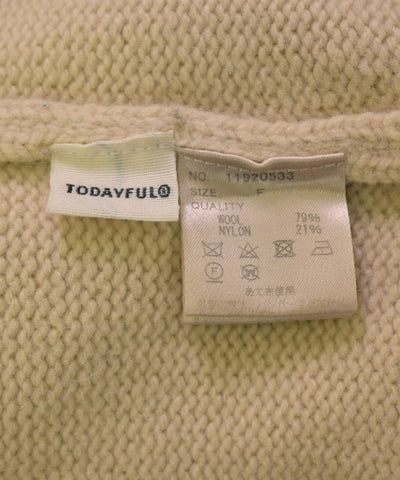 TODAYFUL®
NO. 11920533
SIZE F
QUALITY
WOOL 79%
NYLON 21%
F W
あて布使用